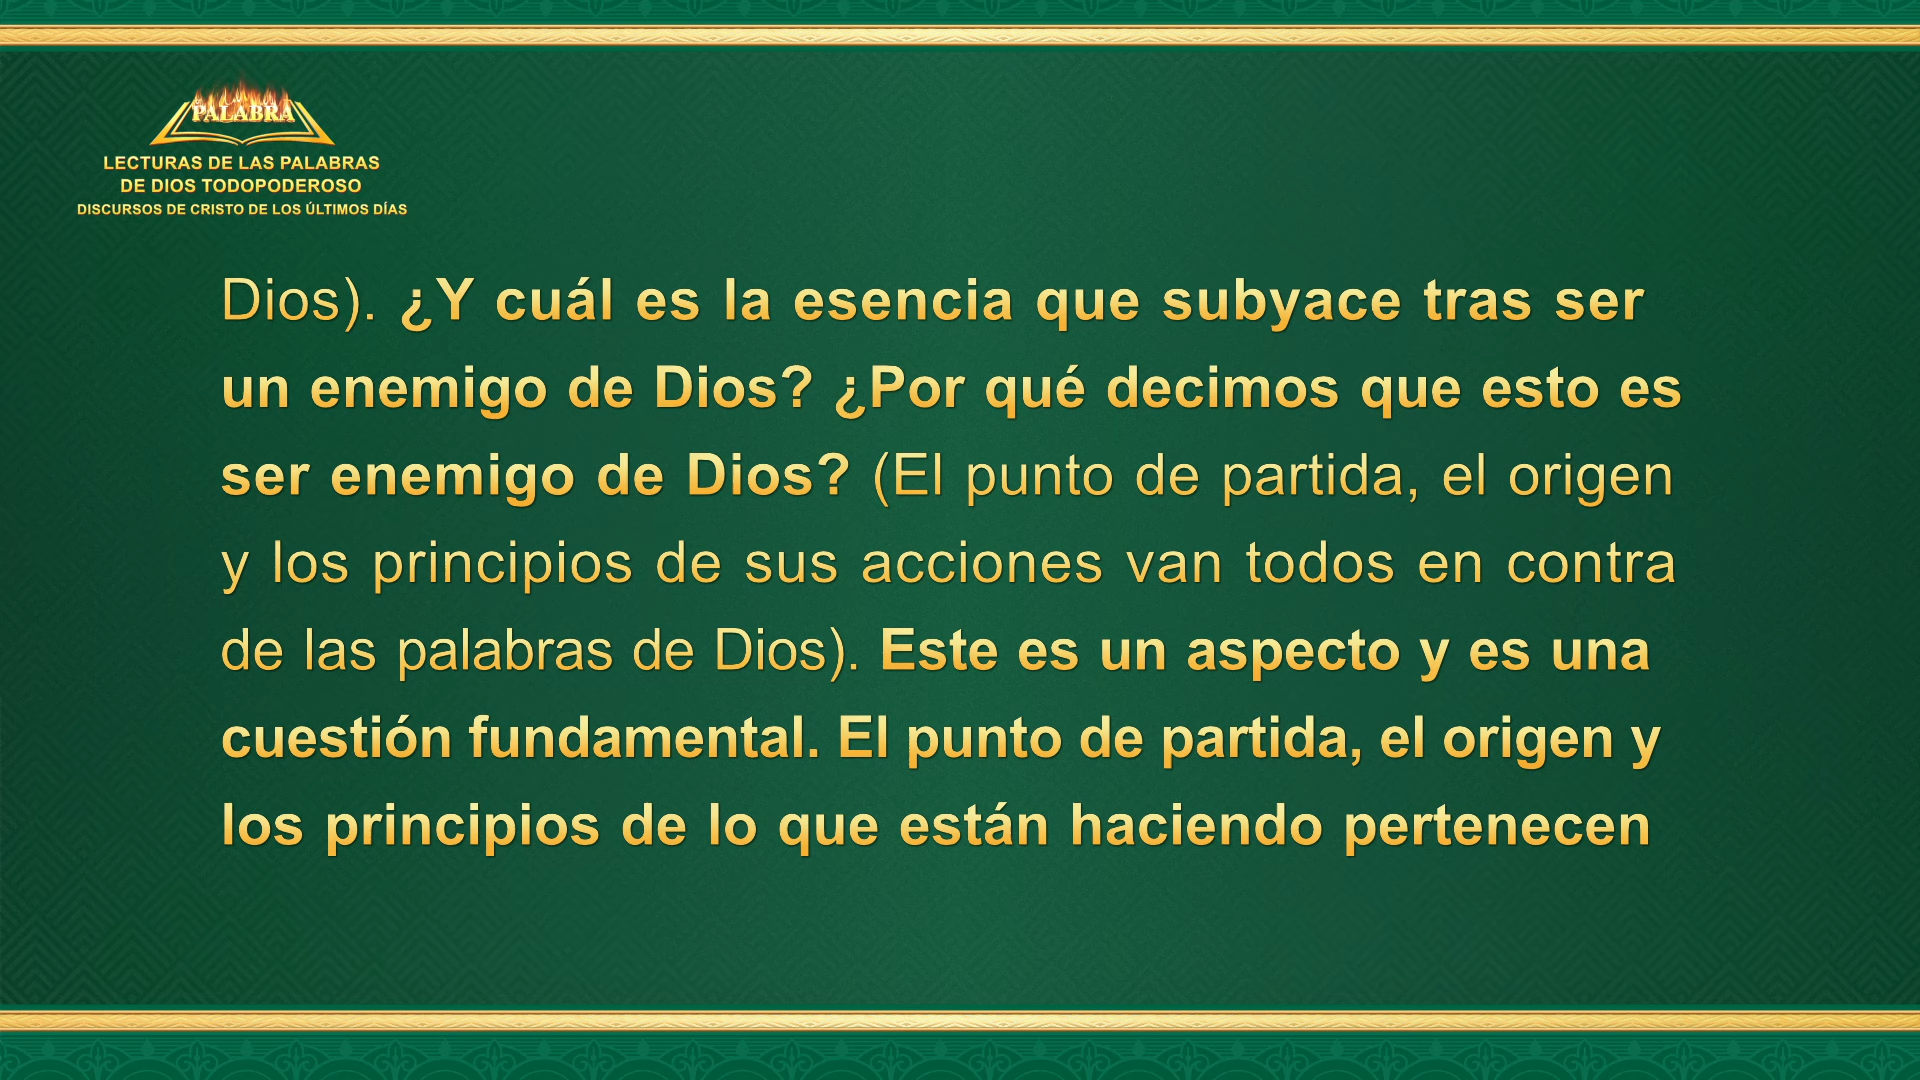 PALABRA
LECTURAS DE LAS PALABRAS
DE DIOS TODOPODEROSO
DISCURSOS DE CRISTO DE LOS ÚLTIMOS DÍAS
Dios). ¿Y cuál es la esencia que subyace tras ser
un enemigo de Dios? ¿Por qué decimos que esto es
ser enemigo de Dios? (El punto de partida, el origen
y los principios de sus acciones van todos en contra
de las palabras de Dios). Este es un aspecto y es una
cuestión fundamental. El punto de partida, el origen y
los principios de lo que están haciendo pertenecen